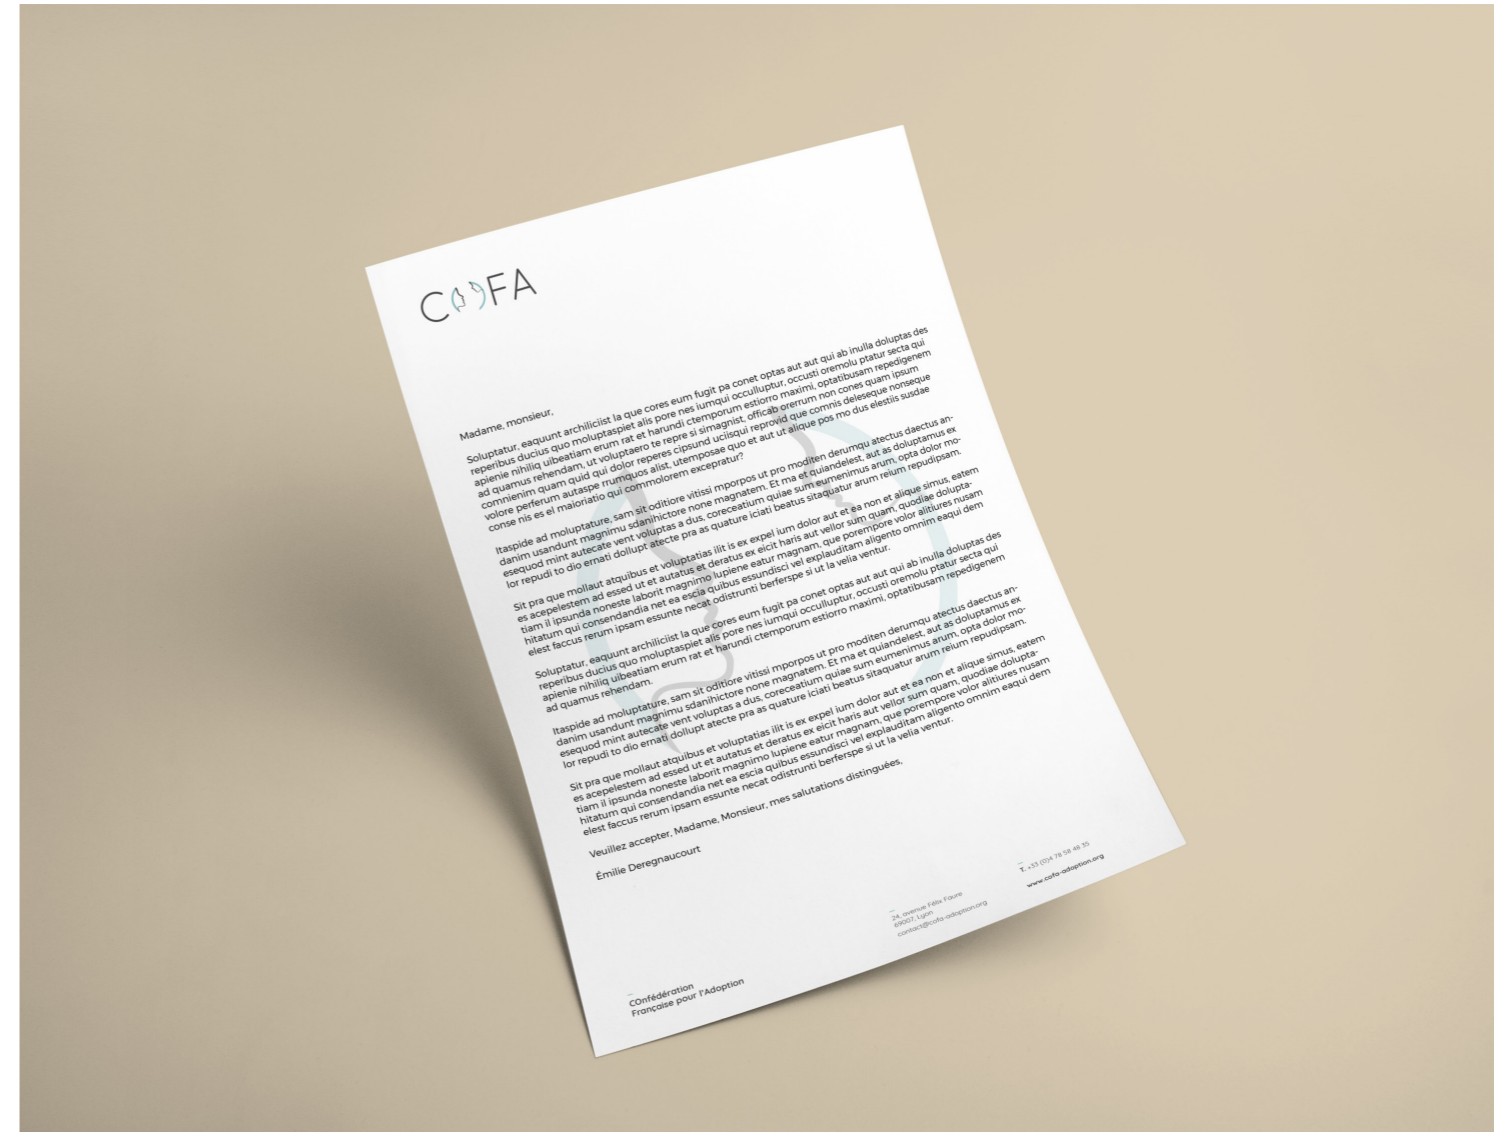 COFA
Madame, monsieur,
Soluptatur, eaquunt archiliciist la que cores eum fugit pa conet optas aut aut qui ab inulla doluptas des
reperibus ducius quo moluptaspiet alis pore nes iumqui occulluptur, occusti oremolu ptatur secta qui
apienie nihiliq uibeatiam erum rat et harundi ctemporum estiorro maximi, optatibusam repedigenem
ad quamus rehendam, ut voluptaero te repre si simagnist, officab orerrum non cones quam ipsum
comnienim quam quid qui dolor reperes cipsund uciisqui reprovid que comnis deleseque nonseque
volore perferum autaspe rrumquos alist, utemposae quo et aut ut alique pos mo dus elestiis susdae
conse nis es el maioriatio qui commolorem excepratur?
Itaspide ad moluptature, sam sit oditiore vitissi mporpos ut pro moditen derumqu atectus daectus an-
danim usandunt magnimu sdanihictore none magnatem. Et ma et quiandelest, aut as doluptamus ex
esequod mint autecate vent voluptas a dus, coreceatium quiae sum eumenimus arum, opta dolor mo-
lor repudi to dio ernati dollupt atecte pra as quature iciati beatus sitaquatur arum reium repudipsam.
Sit pra que mollaut atquibus et voluptatias ilit is ex expel ium dolor aut et ea non et alique simus, eatem
es acepelestem ad essed ut et autatus et deratus ex eicit haris aut vellor sum quam, quodiae dolupta-
tiam il ipsunda noneste laborit magnimo lupiene eatur magnam, que porempore volor alitiures nusam
hitatum qui consendandia net ea escia quibus essundisci vel explauditam aligento omnim eaqui dem
elest faccus rerum ipsam essunte necat odistrunti berferspe si ut la velia ventur.
Soluptatur, eaquunt archiliciist la que cores eum fugit pa conet optas aut aut qui ab inulla doluptas des
reperibus ducius quo moluptaspiet alis pore nes iumqui occulluptur, occusti oremolu ptatur secta qui
apienie nihiliq uibeatiam erum rat et harundi ctemporum estiorro maximi, optatibusam repedigenem
ad quamus rehendam.
Itaspide ad moluptature, sam sit oditiore vitissi mporpos ut pro moditen derumqu atectus daectus an-
danim usandunt magnimu sdanihictore none magnatem. Et ma et quiandelest, aut as doluptamus ex
esequod mint autecate vent voluptas a dus, coreceatium quiae sum eumenimus arum, opta dolor mo-
lor repudi to dio ernati dollupt atecte pra as quature iciati beatus sitaquatur arum reium repudipsam.
Sit pra que mollaut atquibus et voluptatias ilit is ex expel ium dolor aut et ea non et alique simus, eatem
es acepelestem ad essed ut et autatus et deratus ex eicit haris aut vellor sum quam, quodiae dolupta-
tiam il ipsunda noneste laborit magnimo lupiene eatur magnam, que porempore volor alitiures nusam
hitatum qui consendandia net ea escia quibus essundisci vel explauditam aligento omnim eaqui dem
elest faccus rerum ipsam essunte necat odistrunti berferspe si ut la velia ventur.
Veuillez accepter, Madame, Monsieur, mes salutations distinguées,
Émilie Deregnaucourt
COnfédération
Française pour l'Adoption
24, avenue Félix Faure
69007, Lyon
contact@cofa-adoption.org
T. +33 (0)4 78 58 48 35
www.cofa-adoption.org